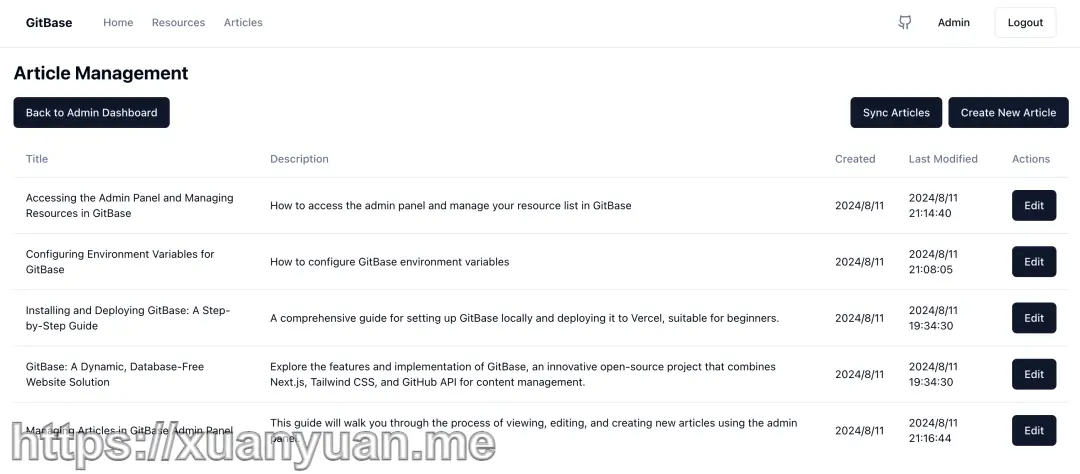 GitBase Home Resources Articles Admin Logout
Article Management
Back to Admin Dashboard Sync Articles Create New Article
Title Description Created Last Modified Actions
Accessing the Admin Panel and Managing
Resources in GitBase
How to access the admin panel and manage your resource list in GitBase
2024/8/11
2024/8/11
21:14:40
Edit
Configuring Environment Variables for
GitBase
How to configure GitBase environment variables
2024/8/11
2024/8/11
21:08:05
Edit
Installing and Deploying GitBase: A Step-
by-Step Guide
A comprehensive guide for setting up GitBase locally and deploying it to Vercel, suitable for beginners.
2024/8/11
2024/8/11
19:34:30
Edit
GitBase: A Dynamic, Database-Free
Website Solution
Explore the features and implementation of GitBase, an innovative open-source project that combines
Next.js, Tailwind CSS, and GitHub API for content management.
2024/8/11
2024/8/11
19:34:30
Edit
Managing Articles in GitBase Admin Panel
This guide will walk you through the process of viewing, editing, and creating new articles using the admin
panel.
2024/8/11
2024/8/11
21:16:44
Edit
https://xuanyuan.me